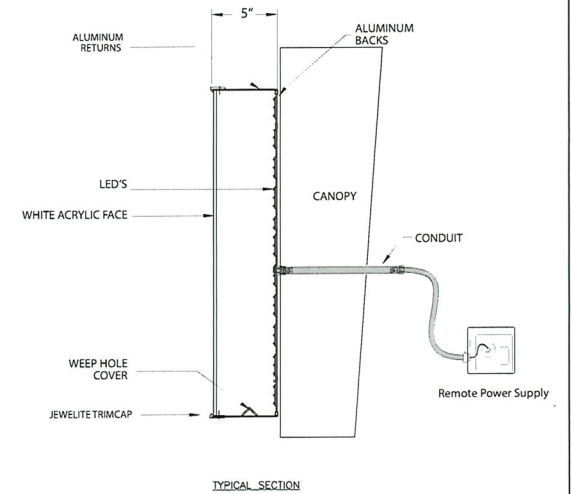 5"
ALUMINUM
RETURNS
ALUMINUM
BACKS
LED'S
CANOPY
WHITE ACRYLIC FACE
CONDUIT
WEEP HOLE
COVER
Remote Power Supply
JEWELITE TRIMCAP
TYPICAL SECTION